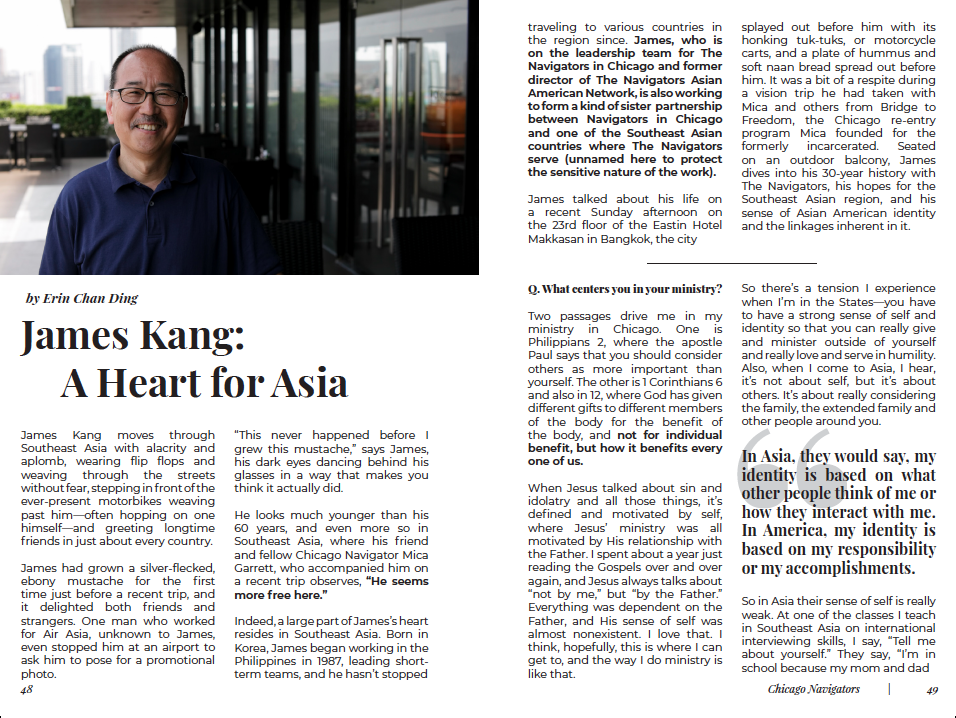 by Erin Chan Ding
James Kang:
A Heart for Asia
James Kang moves through
Southeast Asia with alacrity and
aplomb, wearing flip flops and
weaving through the streets
without fear, stepping in front of the
ever-present motorbikes weaving
past him—often hopping on one
himself—and greeting longtime
friends in just about every country.
James had grown a silver-flecked,
ebony mustache for the first
time just before a recent trip, and
it delighted both friends and
strangers. One man who worked
for Air Asia, unknown to James,
even stopped him at an airport to
ask him to pose for a promotional
photo.
48
“This never happened before I
grew this mustache,” says James,
his dark eyes dancing behind his
glasses in a way that makes you
think it actually did.
He looks much younger than his
60 years, and even more so in
Southeast Asia, where his friend
and fellow Chicago Navigator Mica
Garrett, who accompanied him on
a recent trip observes, “He seems
more free here.”
Indeed, a large part of James’s heart
resides in Southeast Asia. Born in
Korea, James began working in the
Philippines in 1987, leading short-
term teams, and he hasn’t stopped
traveling to various countries in
the region since. James, who is
on the leadership team for The
Navigators in Chicago and former
director of The Navigators Asian
American Network, is also working
to form a kind of sister partnership
between Navigators in Chicago
and one of the Southeast Asian
countries where The Navigators
serve (unnamed here to protect
the sensitive nature of the work).
James talked about his life on
a recent Sunday afternoon on
the 23rd floor of the Eastin Hotel
Makkasan in Bangkok, the city
splayed out before him with its
honking tuk-tuks, or motorcycle
carts, and a plate of hummus and
soft naan bread spread out before
him. It was a bit of a respite during
a vision trip he had taken with
Mica and others from Bridge to
Freedom, the Chicago re-entry
program Mica founded for the
formerly incarcerated. Seated
on an outdoor balcony, James
dives into his 30-year history with
The Navigators, his hopes for the
Southeast Asian region, and his
sense of Asian American identity
and the linkages inherent in it.
Q. What centers you in your ministry?
Two passages drive me in my
ministry in Chicago. One is
Philippians 2, where the apostle
Paul says that you should consider
others as more important than
yourself. The other is 1 Corinthians 6
and also in 12, where God has given
different gifts to different members
of the body for the benefit of
the body, and not for individual
benefit, but how it benefits every
one of us.
When Jesus talked about sin and
idolatry and all those things, it’s
defined and motivated by self,
where Jesus’ ministry was all
motivated by His relationship with
the Father. I spent about a year just
reading the Gospels over and over
again, and Jesus always talks about
“not by me,” but “by the Father.”
Everything was dependent on the
Father, and His sense of self was
almost nonexistent. I love that. I
think, hopefully, this is where I can
get to, and the way I do ministry is
like that.
So there’s a tension I experience
when I’m in the States—you have
to have a strong sense of self and
identity so that you can really give
and minister outside of yourself
and really love and serve in humility.
Also, when I come to Asia, I hear,
it’s not about self, but it’s about
others. It’s about really considering
the family, the extended family and
other people around you.
“
In Asia, they would say, my
identity is based on what
other people think of me or
how they interact with me.
In America, my identity is
based on my responsibility
or my accomplishments.
So in Asia their sense of self is really
weak. At one of the classes I teach
in Southeast Asia on international
interviewing skills, I say, “Tell me
about yourself.” They say, “I’m in
school because my mom and dad
Chicago Navigators | 49